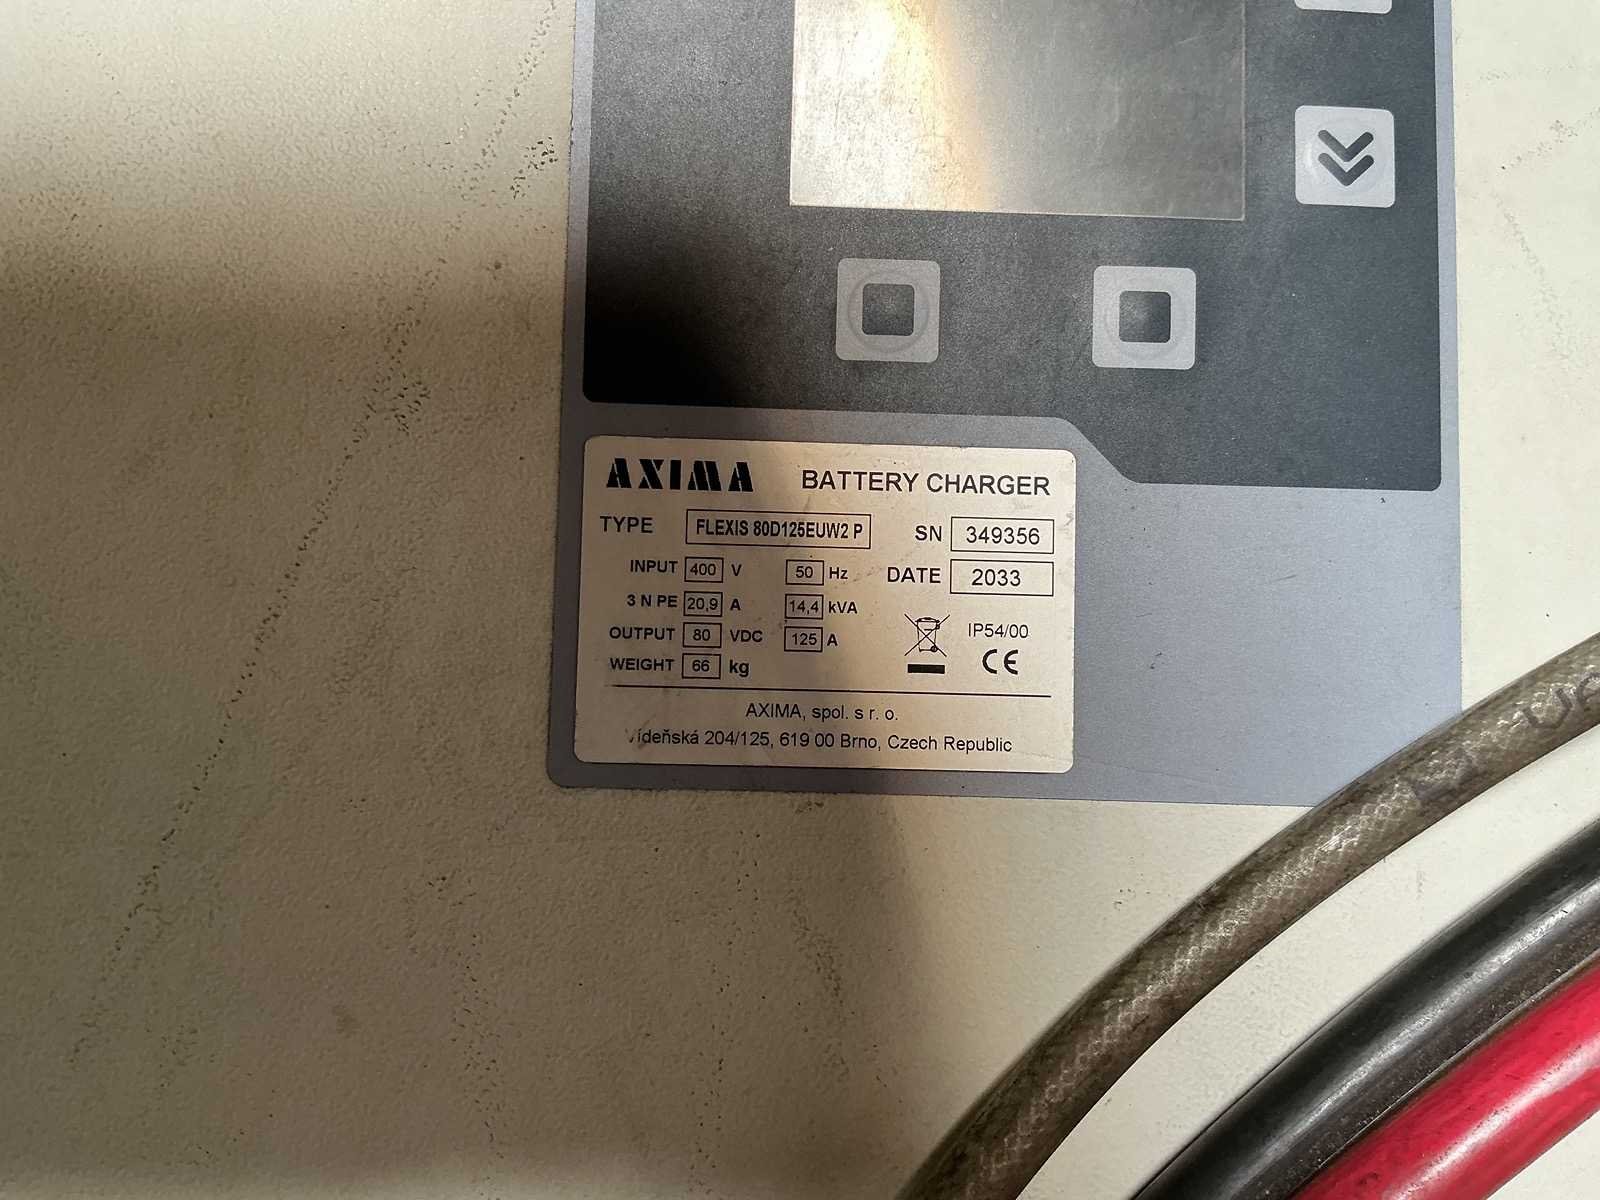 AXIMA BATTERY CHARGER
TYPE FLEXIS 80D125EUW2 P SN 349356
INPUT 400 V 50 Hz DATE 2033
3 N PE 20,9 A 14,4 kVA
OUTPUT 80 VDC 125 A IP54/00
WEIGHT 66 kg CE
AXIMA, spol. s r. o.
Vídeňská 204/125, 619 00 Brno, Czech Republic